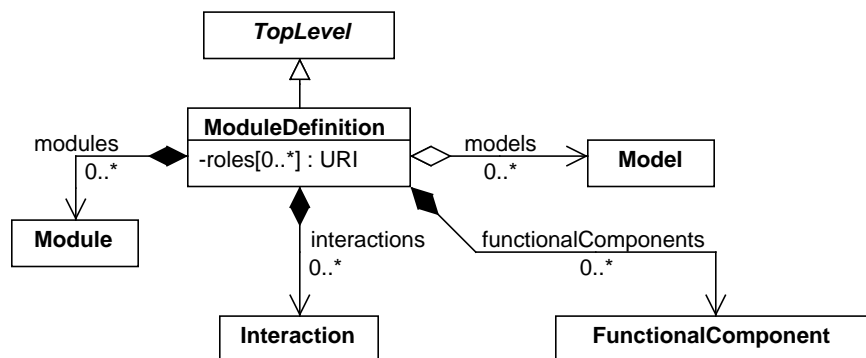 TopLevel
ModuleDefinition
-roles[0..*] : URI
modules
0..*
models
0..*
Model
Module
interactions
0..*
functionalComponents
0..*
Interaction
FunctionalComponent